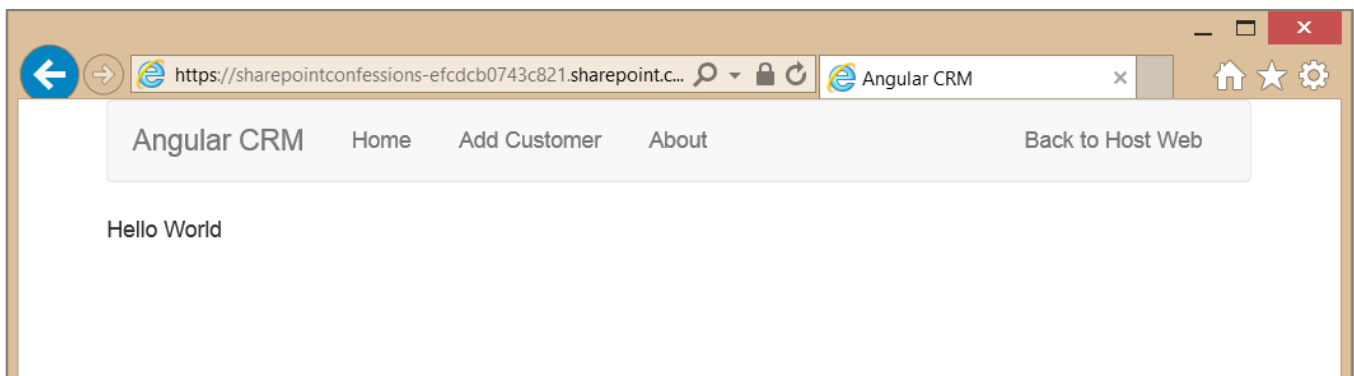 https://sharepointconfessions-efcdcb0743c821.sharepoint.c... Angular CRM
Angular CRM Home Add Customer About Back to Host Web
Hello World